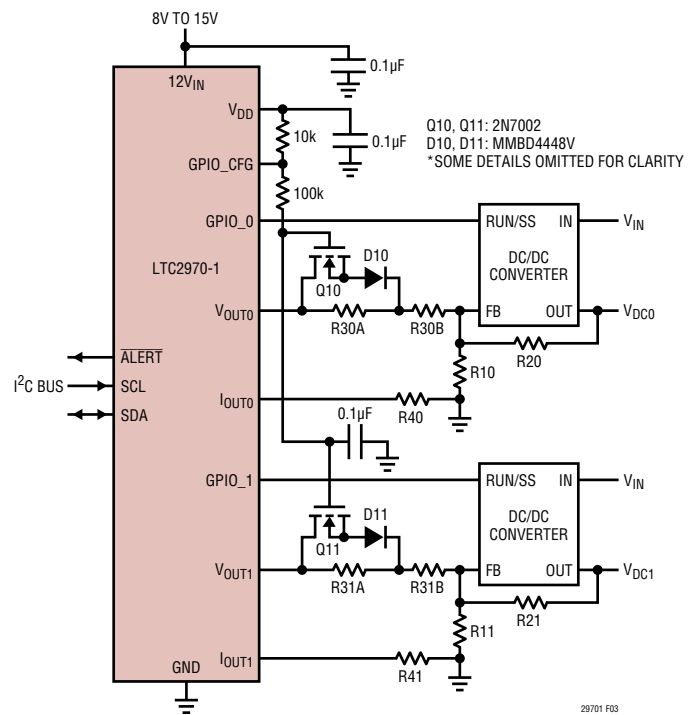 8V TO 15V
0.1µF
12VIN
VDD
10k
0.1µF
Q10, Q11: 2N7002
D10, D11: MMBD4448V
*SOME DETAILS OMITTED FOR CLARITY
GPIO_CFG
100k
GPIO_0
RUN/SS
IN
VIN
LTC2970-1
D10
DC/DC
CONVERTER
Q10
VOUT0
R30A
R30B
FB
OUT
VDC0
R20
R10
ALERT
I2C BUS
SCL
SDA
IOUT0
R40
0.1µF
GPIO_1
RUN/SS
IN
VIN
D11
DC/DC
CONVERTER
Q11
VOUT1
R31A
R31B
FB
OUT
VDC1
R21
R11
GND
IOUT1
R41
29701 F03